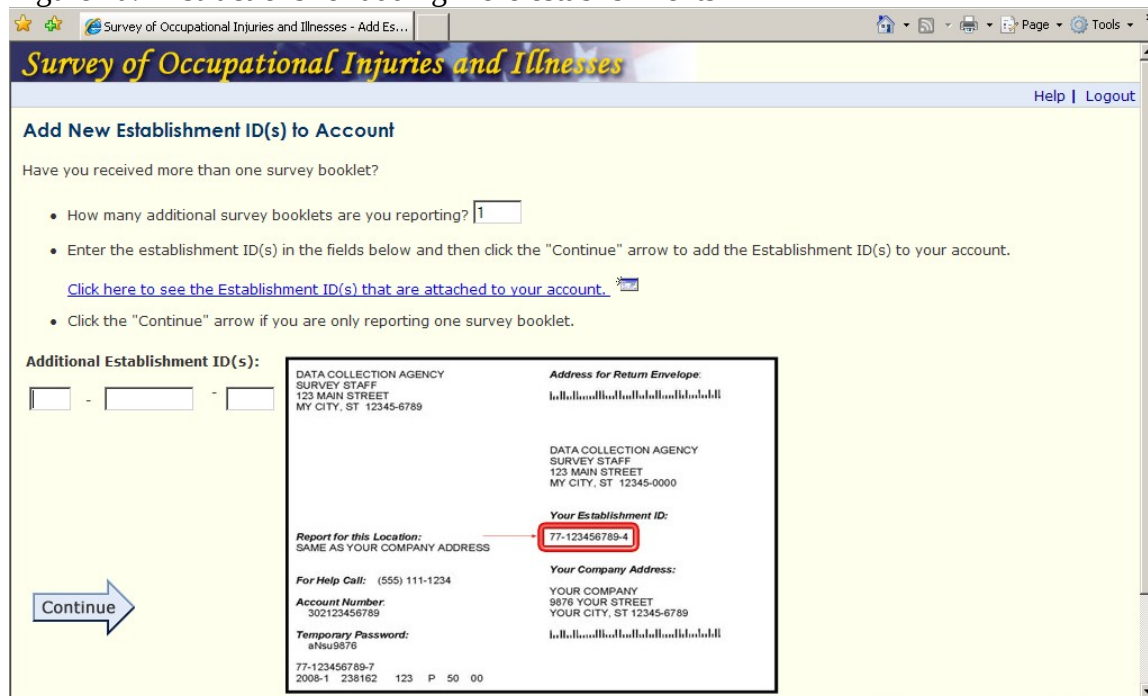 Survey of Occupational Injuries and Illnesses - Add Es...
Page
Tools
Survey of Occupational Injuries and Illnesses
Help | Logout
Add New Establishment ID(s) to Account
Have you received more than one survey booklet?
• How many additional survey booklets are you reporting? 1
• Enter the establishment ID(s) in the fields below and then click the "Continue" arrow to add the Establishment ID(s) to your account.
Click here to see the Establishment ID(s) that are attached to your account.
• Click the "Continue" arrow if you are only reporting one survey booklet.
Additional Establishment ID(s):
- -
DATA COLLECTION AGENCY
SURVEY STAFF
123 MAIN STREET
MY CITY, ST 12345-6789
Address for Return Envelope:
DATA COLLECTION AGENCY
SURVEY STAFF
123 MAIN STREET
MY CITY, ST 12345-0000
Your Establishment ID:
77-123456789-4
Report for this Location:
SAME AS YOUR COMPANY ADDRESS
Your Company Address:
YOUR COMPANY
9876 YOUR STREET
YOUR CITY, ST 12345-6789
For Help Call: (555) 111-1234
Account Number:
302123456789
Temporary Password:
aNsu9876
77-123456789-7
2008-1 238162 123 P 50 00
Continue